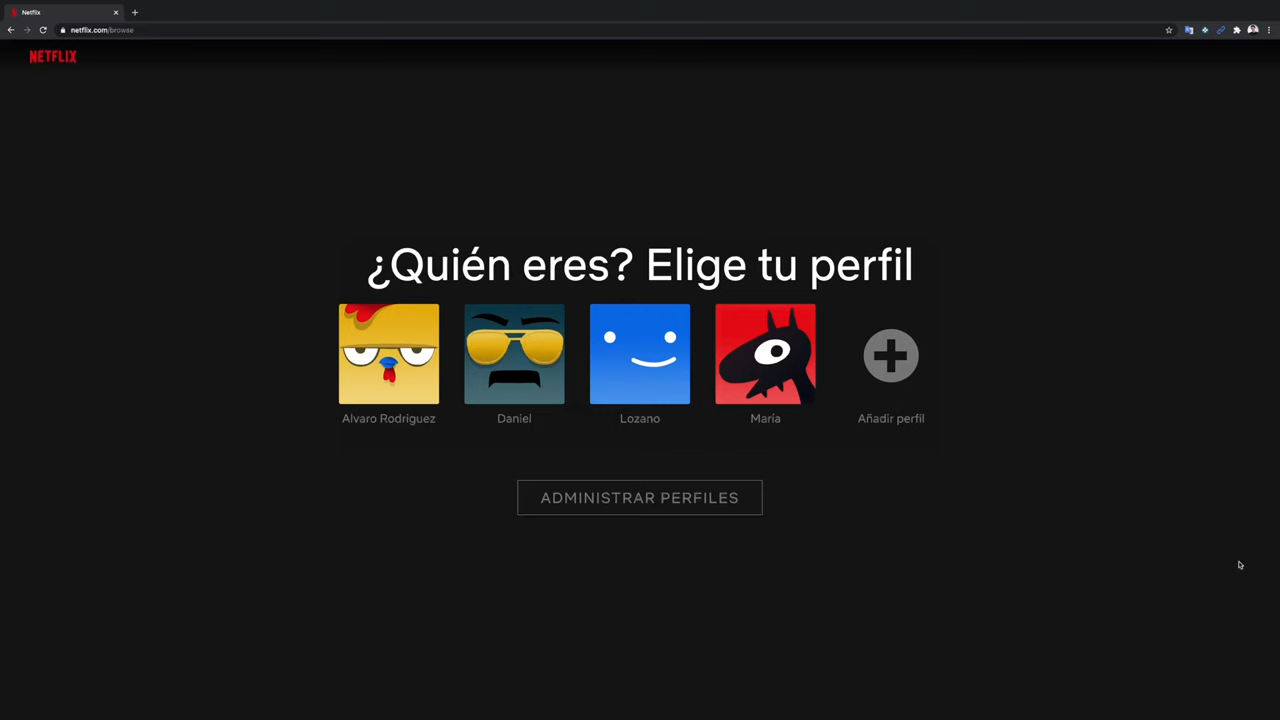 Netflix
netflix.com/browse
NETFLIX
¿Quién eres? Elige tu perfil
Alvaro Rodriguez
Daniel
Lozano
María
Añadir perfil
ADMINISTRAR PERFILES